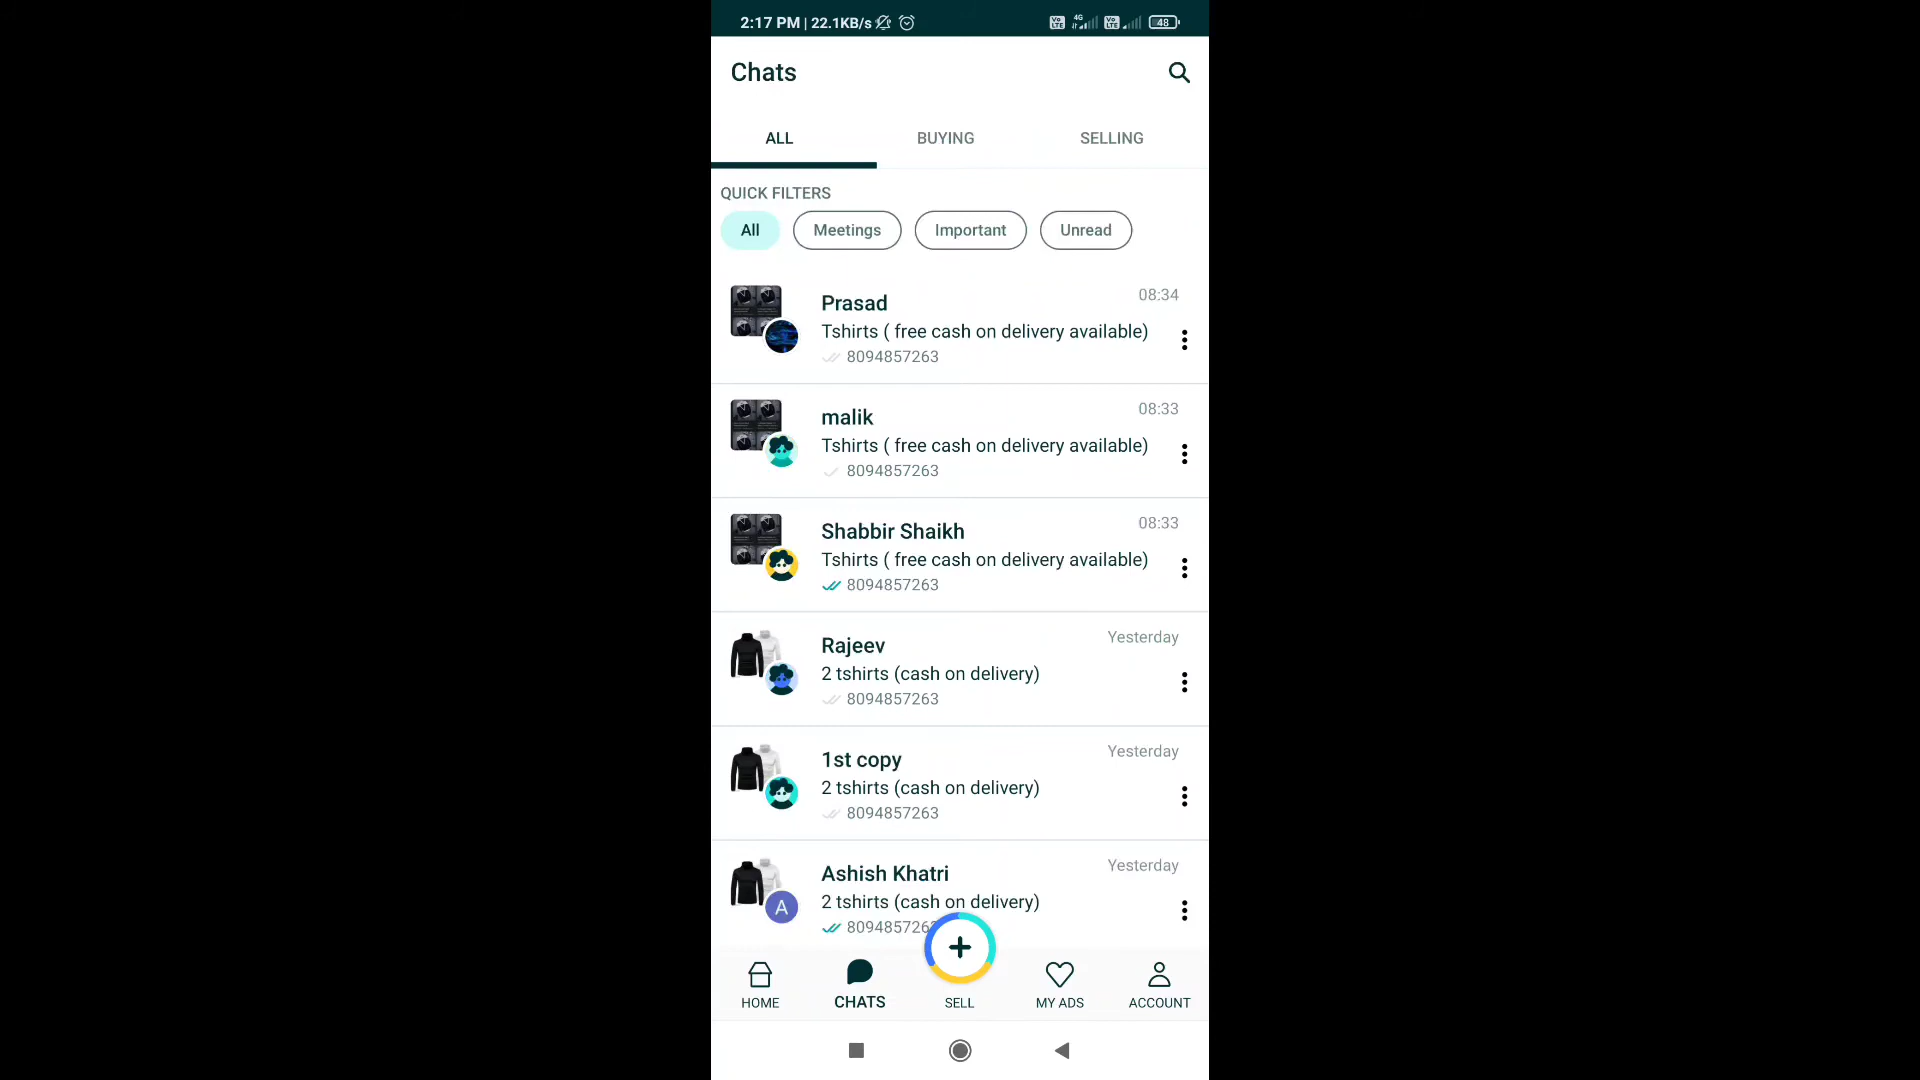 2:17 PM | 22.1KB/s 4G 48
Chats
ALL BUYING SELLING
QUICK FILTERS
All Meetings Important Unread
Prasad 08:34
Tshirts ( free cash on delivery available)
8094857263
malik 08:33
Tshirts ( free cash on delivery available)
8094857263
Shabbir Shaikh 08:33
Tshirts ( free cash on delivery available)
8094857263
Rajeev Yesterday
2 tshirts (cash on delivery)
8094857263
1st copy Yesterday
2 tshirts (cash on delivery)
8094857263
Ashish Khatri Yesterday
A
2 tshirts (cash on delivery)
809485726
HOME CHATS SELL MY ADS ACCOUNT